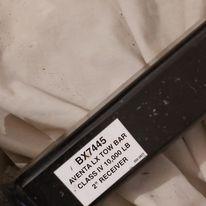 BX7445
AVENTA LX TOW BAR
- CLASS IV 10,000 LB
2" RECEIVER